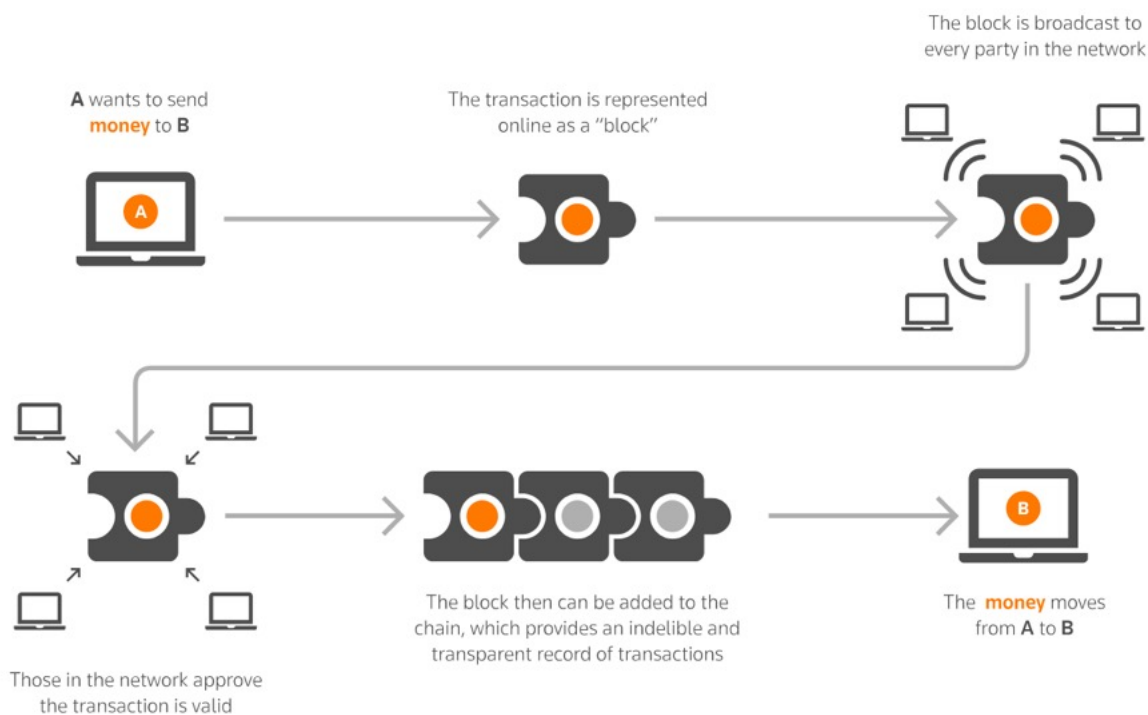 A wants to send
money to B
A
The transaction is represented
online as a “block”
The block is broadcast to
every party in the network
Those in the network approve
the transaction is valid
The block then can be added to the
chain, which provides an indelible and
transparent record of transactions
B
The money moves
from A to B